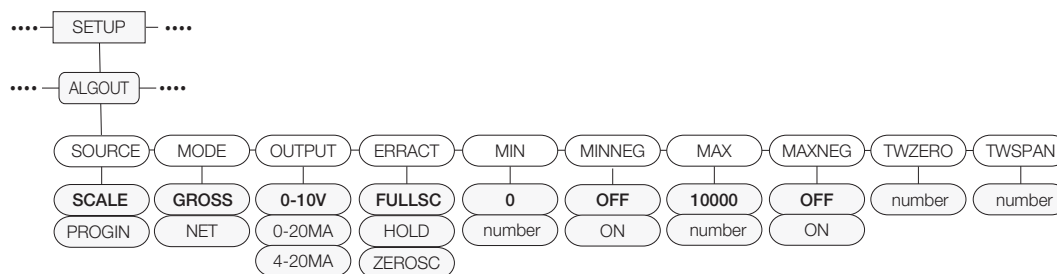 •••• SETUP ••••
•••• ALGOUT ••••
SOURCE MODE OUTPUT ERRACT MIN MINNEG MAX MAXNEG TWZERO TWSPAN
SCALE GROSS 0-10V FULLSC 0 OFF 10000 OFF number number
PROGIN NET 0-20MA HOLD number ON number ON
4-20MA ZEROSC